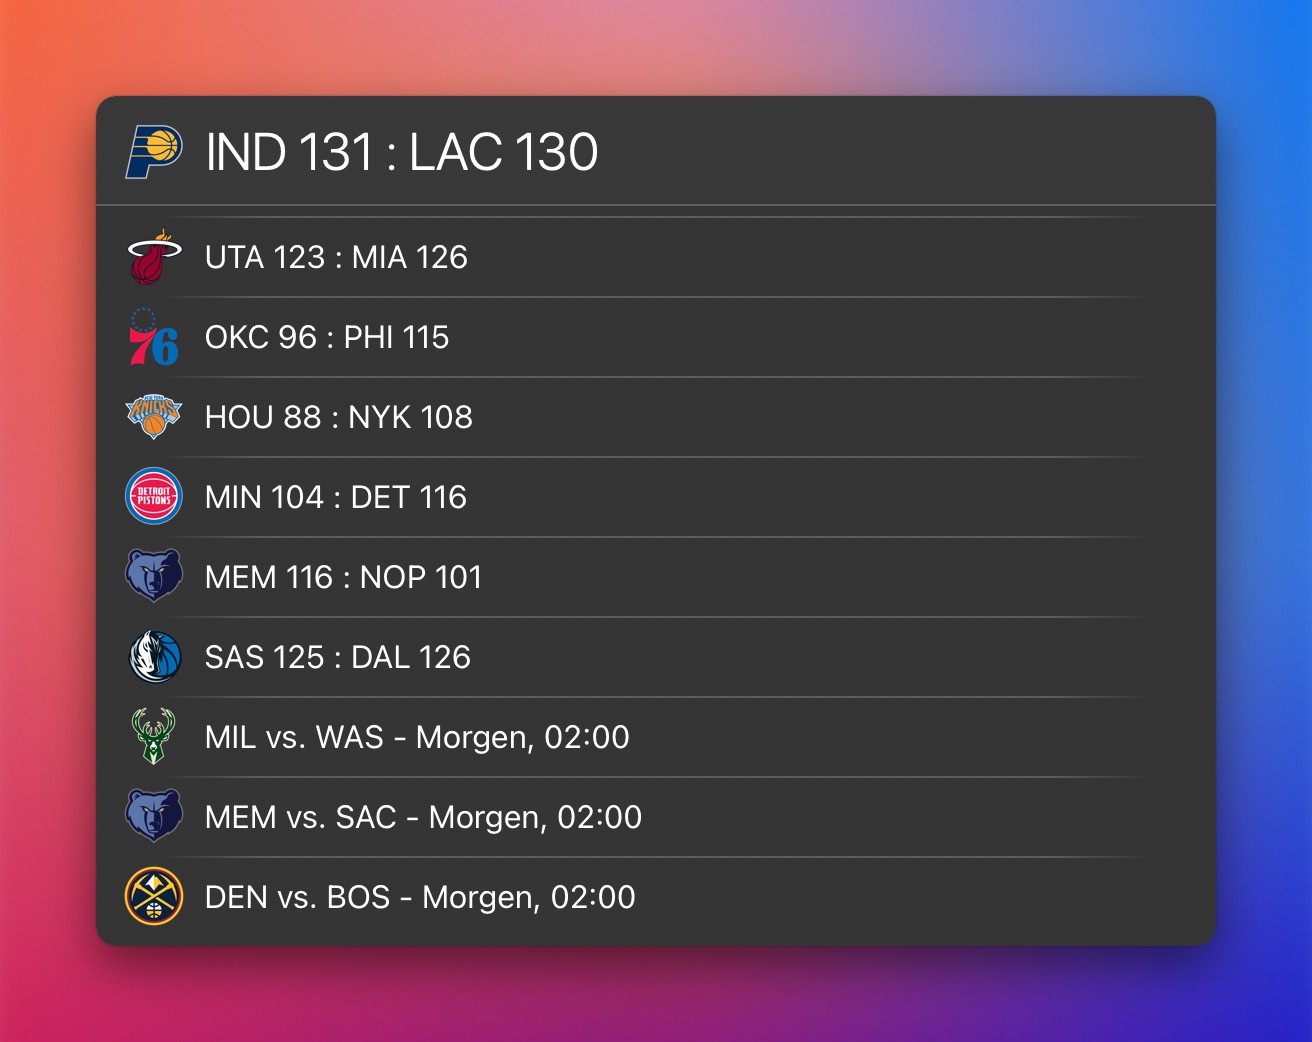 IND 131 : LAC 130
UTA 123 : MIA 126
76
OKC 96 : PHI 115
KNICKS
HOU 88 : NYK 108
DETROIT
PISTONS
MIN 104 : DET 116
MEM 116 : NOP 101
SAS 125 : DAL 126
MIL vs. WAS - Morgen, 02:00
MEM vs. SAC - Morgen, 02:00
DEN vs. BOS - Morgen, 02:00